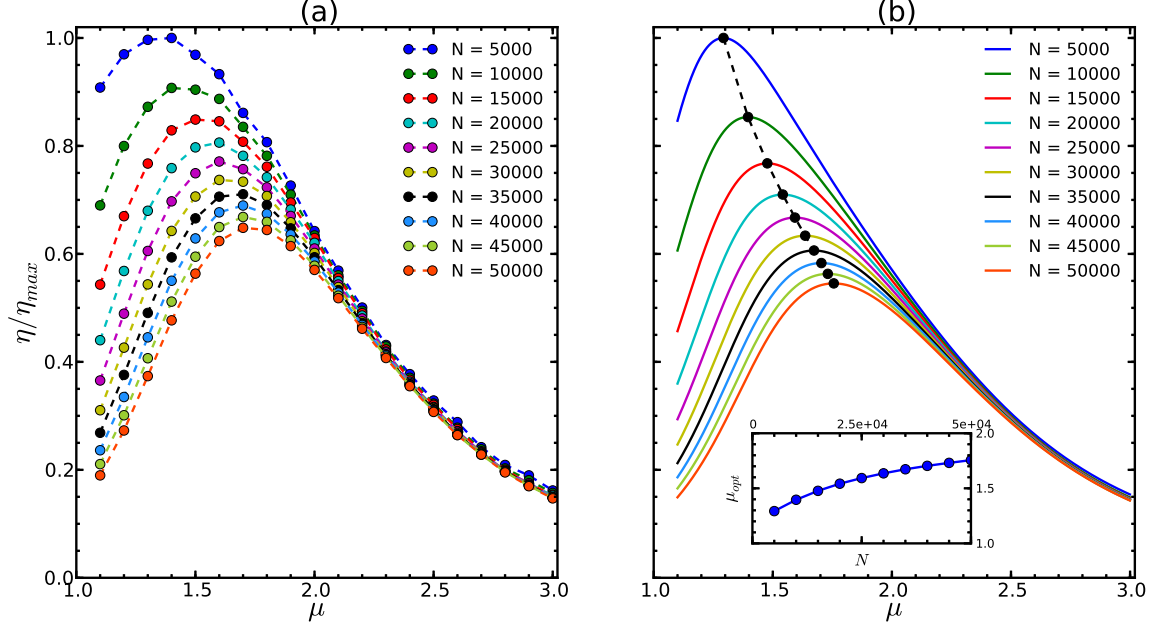 (a)
1.0
0.8
0.6
0.4
0.2
0.0
η/η_max
1.0
1.5
2.0
2.5
3.0
μ
N = 5000
N = 10000
N = 15000
N = 20000
N = 25000
N = 30000
N = 35000
N = 40000
N = 45000
N = 50000
(b)
N = 5000
N = 10000
N = 15000
N = 20000
N = 25000
N = 30000
N = 35000
N = 40000
N = 45000
N = 50000
0
2.5e+04
5e+04
2.0
1.5
1.0
μ_opt
N
1.0
1.5
2.0
2.5
3.0
μ